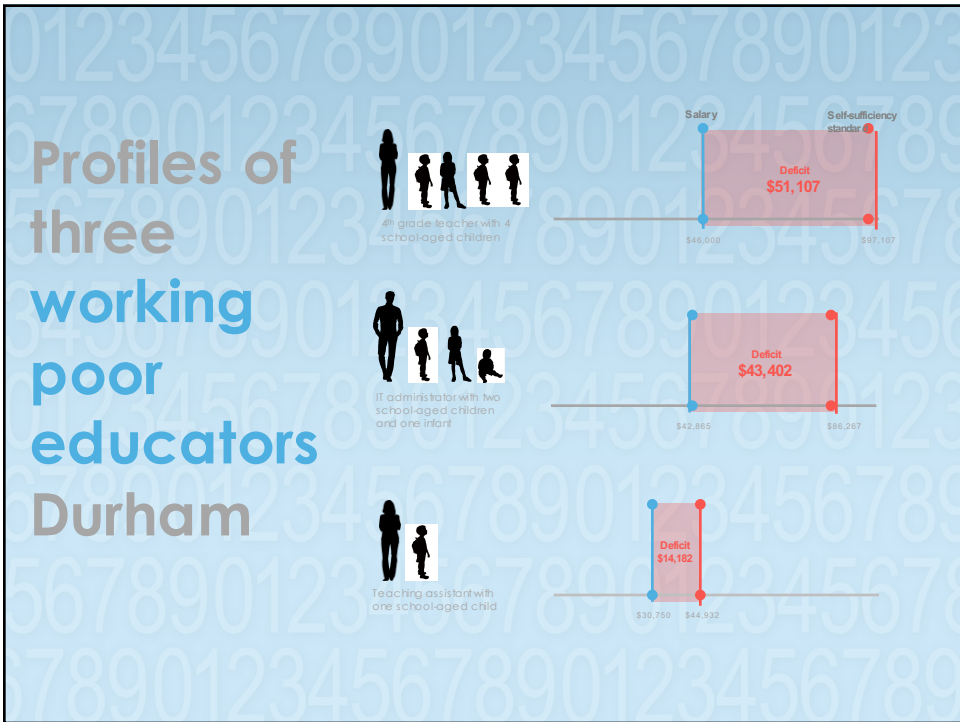 Profiles of
three
working
poor
educators
Durham
4th grade teacher with 4
school-aged children
Salary
Self-sufficiency
standard
Deficit
$51,107
$46,000
$97,107
IT administrator with two
school-aged children
and one infant
Deficit
$43,402
$42,865
$86,267
Teaching assistant with
one school-aged child
Deficit
$14,182
$30,750
$44,932